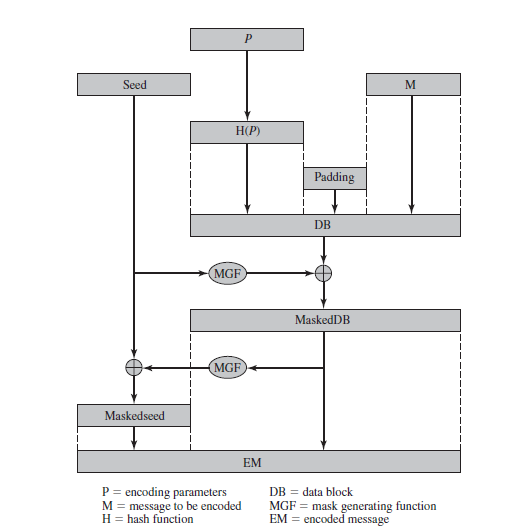 P
Seed
M
H(P)
Padding
DB
MGF
MaskedDB
MGF
Maskedseed
EM
P = encoding parameters
M = message to be encoded
H = hash function
DB = data block
MGF = mask generating function
EM = encoded message